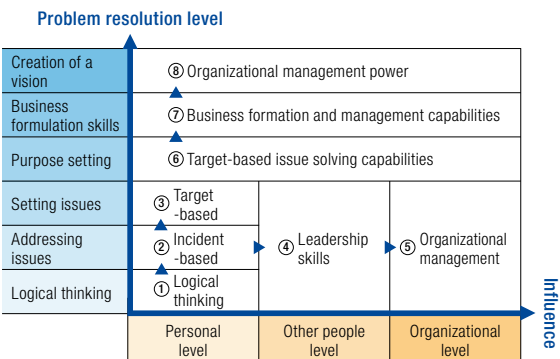 Problem resolution level
Creation of a
vision
⑧ Organizational management power
Business
formulation skills
⑦ Business formation and management capabilities
Purpose setting
⑥ Target-based issue solving capabilities
Setting issues
③ Target
-based
Addressing
issues
② Incident
-based
④ Leadership
skills
⑤ Organizational
management
Logical thinking
① Logical
thinking
Influence
Personal
level
Other people
level
Organizational
level